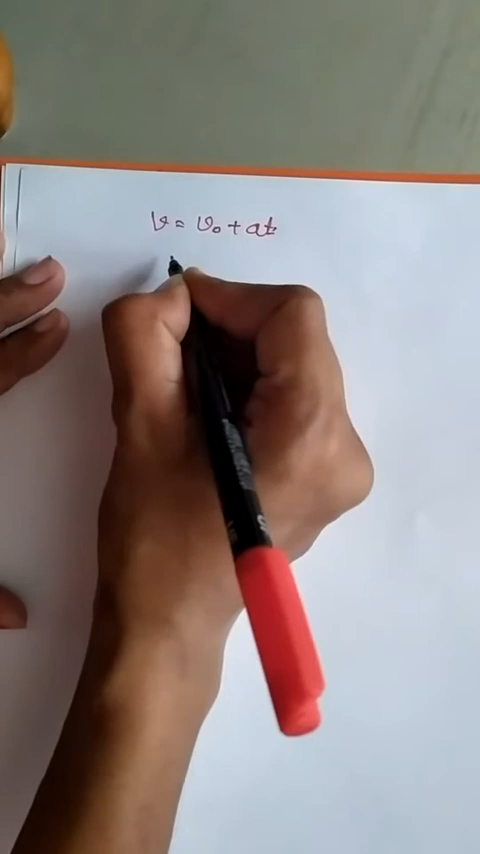 v = v₀ + at